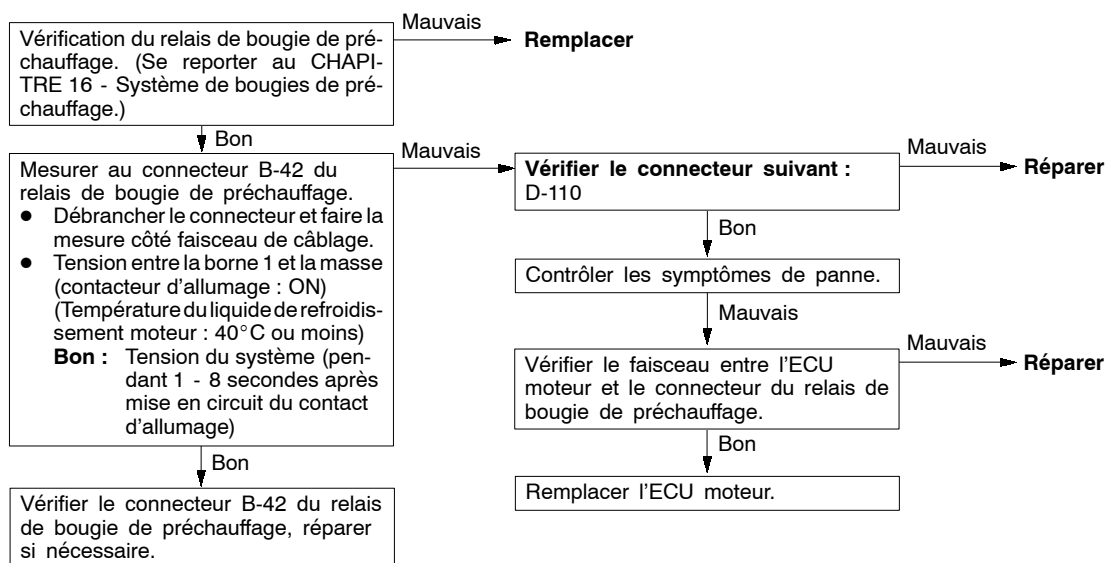 Mauvais
Vérification du relais de bougie de pré-
chauffage. (Se reporter au CHAPI-
TRE 16 - Système de bougies de pré-
chauffage.)
Remplacer
Bon
Mesurer au connecteur B-42 du
relais de bougie de préchauffage.
● Débrancher le connecteur et faire la
mesure côté faisceau de câblage.
● Tension entre la borne 1 et la masse
(contacteur d'allumage : ON)
(Température du liquide de refroidis-
sement moteur : 40°C ou moins)
Bon : Tension du système (pen-
dant 1 - 8 secondes après
mise en circuit du contact
d'allumage)
Mauvais
Vérifier le connecteur suivant :
D-110
Mauvais
Réparer
Bon
Contrôler les symptômes de panne.
Mauvais
Vérifier le faisceau entre l'ECU
moteur et le connecteur du relais de
bougie de préchauffage.
Mauvais
Réparer
Bon
Remplacer l'ECU moteur.
Bon
Vérifier le connecteur B-42 du relais
de bougie de préchauffage, réparer
si nécessaire.